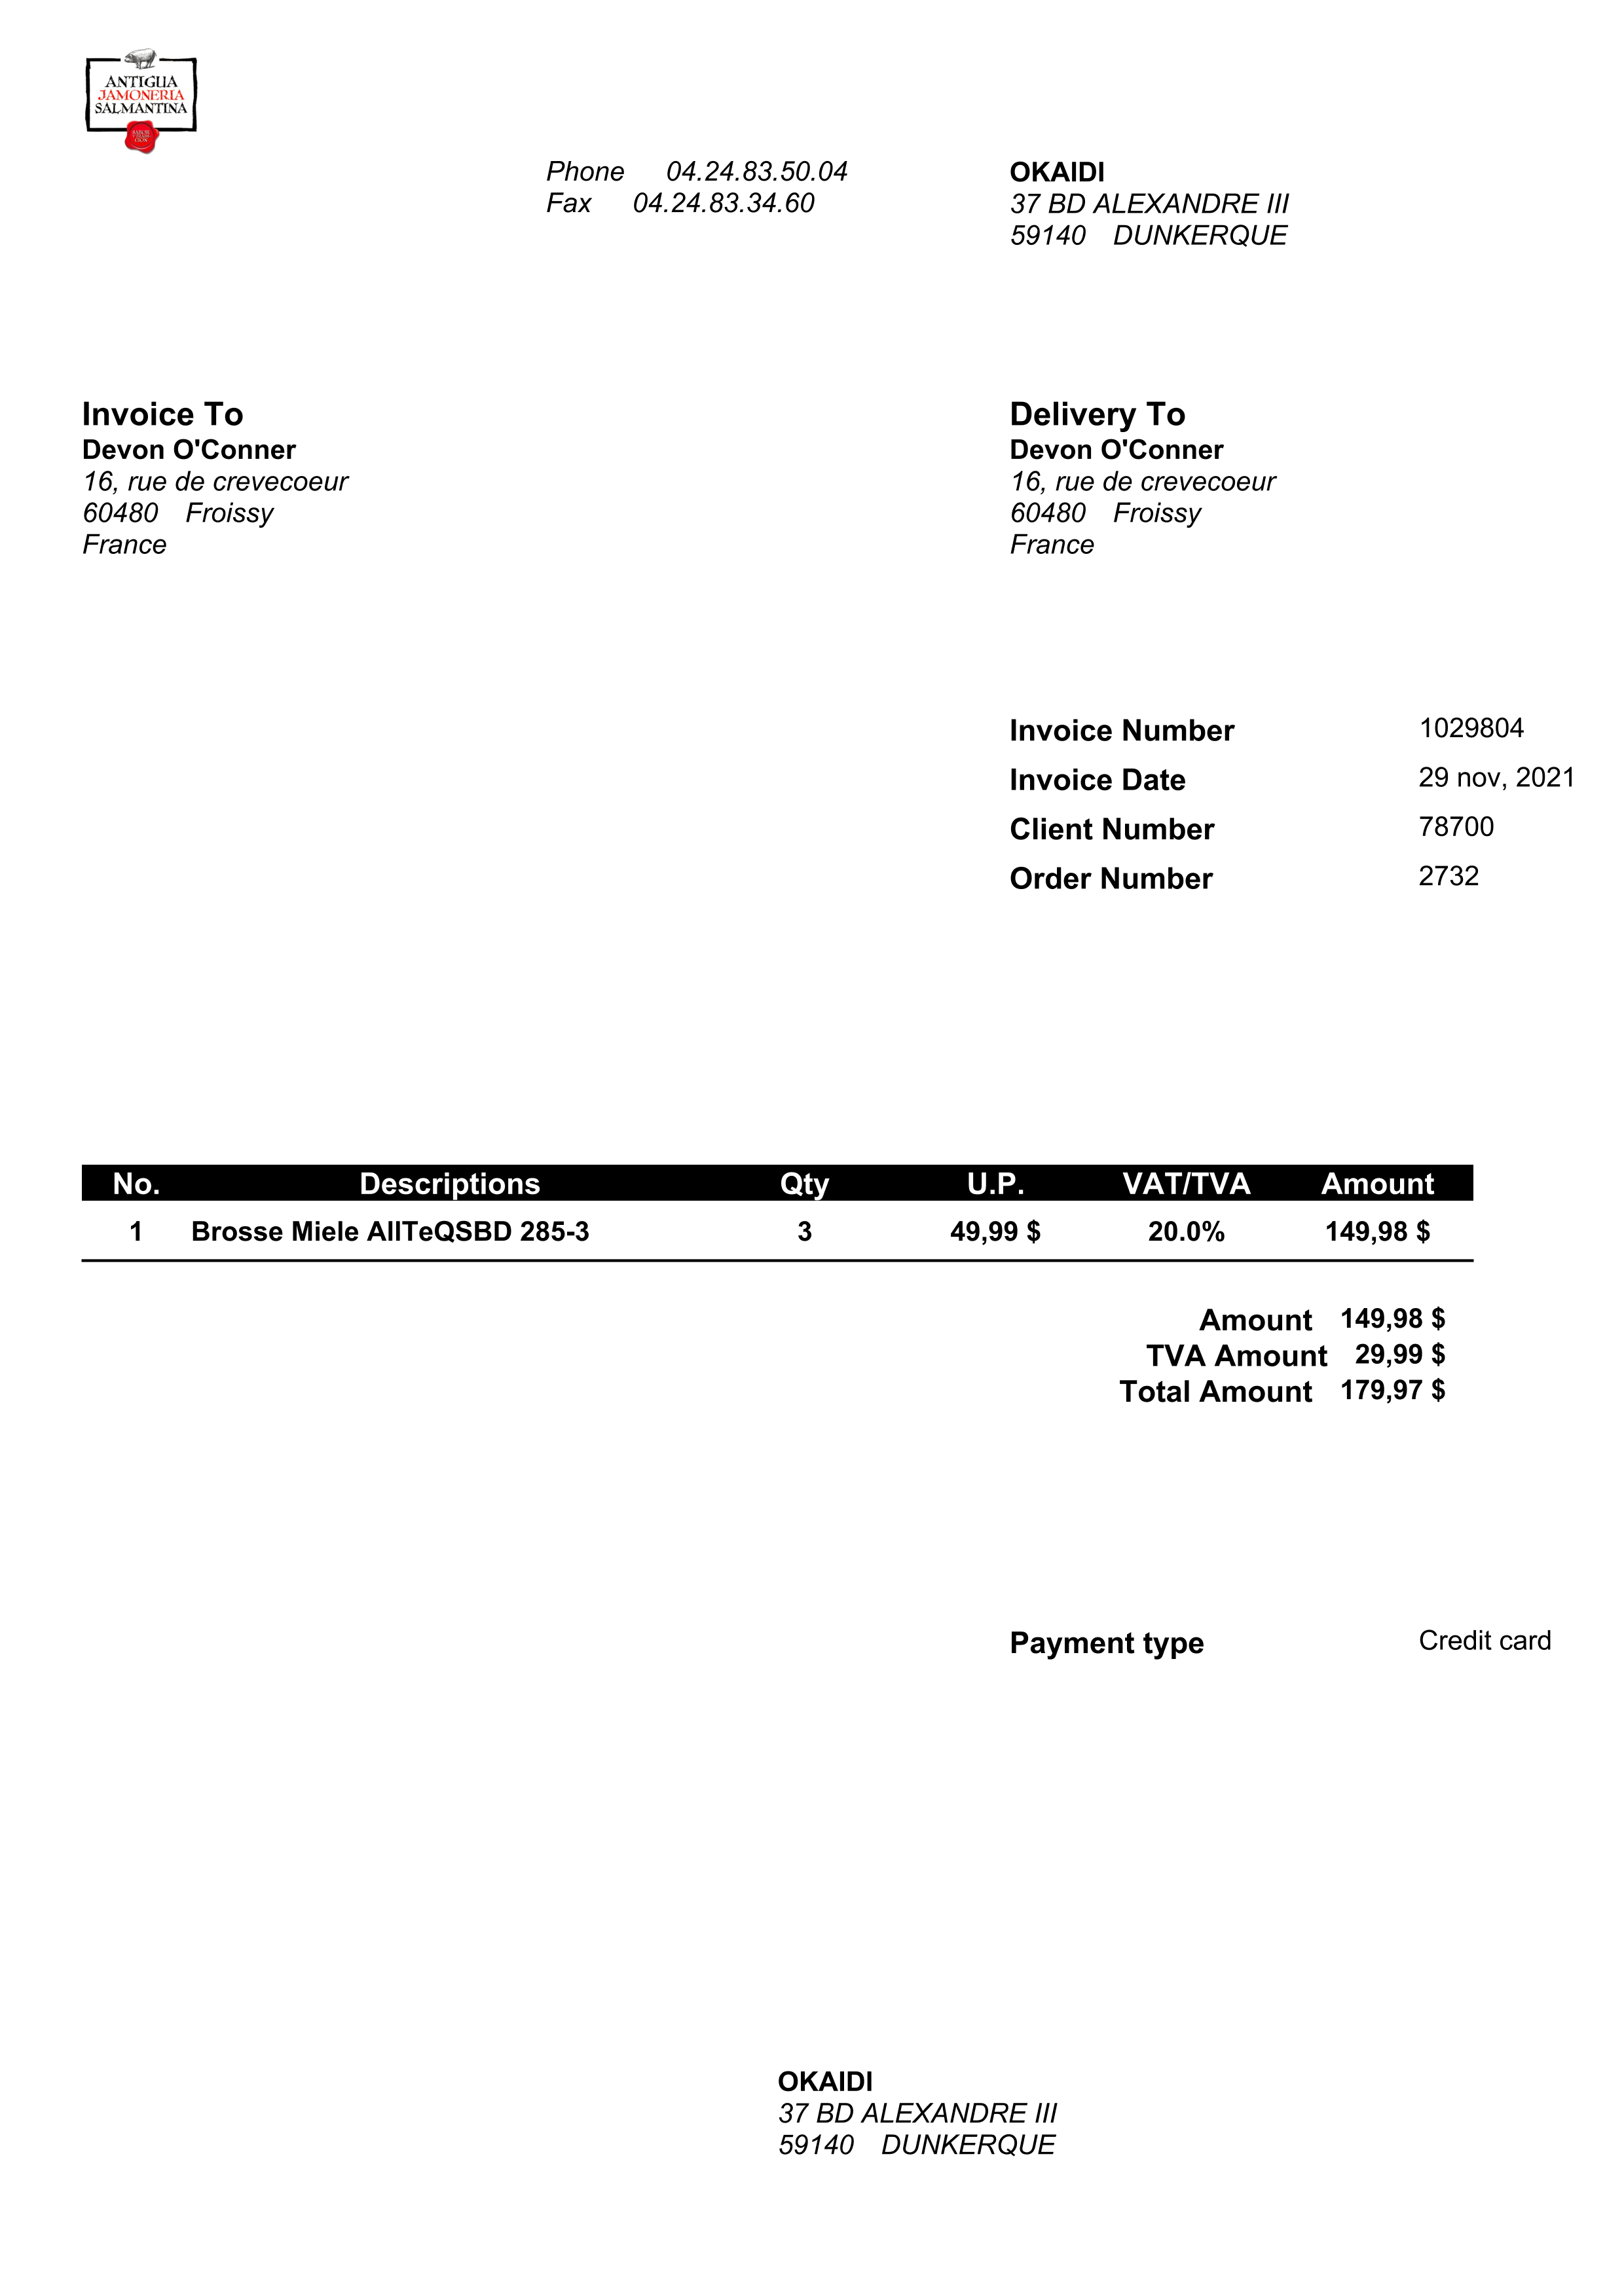 ANTIGUA
JAMONERIA
SALMANTINA
Phone 04.24.83.50.04
Fax 04.24.83.34.60
OKAIDI
37 BD ALEXANDRE III
59140 DUNKERQUE
Invoice To
Devon O'Conner
16, rue de crevecoeur
60480 Froissy
France
Delivery To
Devon O'Conner
16, rue de crevecoeur
60480 Froissy
France
Invoice Number 1029804
Invoice Date 29 nov, 2021
Client Number 78700
Order Number 2732
No. Descriptions Qty U.P. VAT/TVA Amount
1 Brosse Miele AllTeQSBD 285-3 3 49,99 $ 20.0% 149,98 $
Amount 149,98 $
TVA Amount 29,99 $
Total Amount 179,97 $
Payment type Credit card
OKAIDI
37 BD ALEXANDRE III
59140 DUNKERQUE